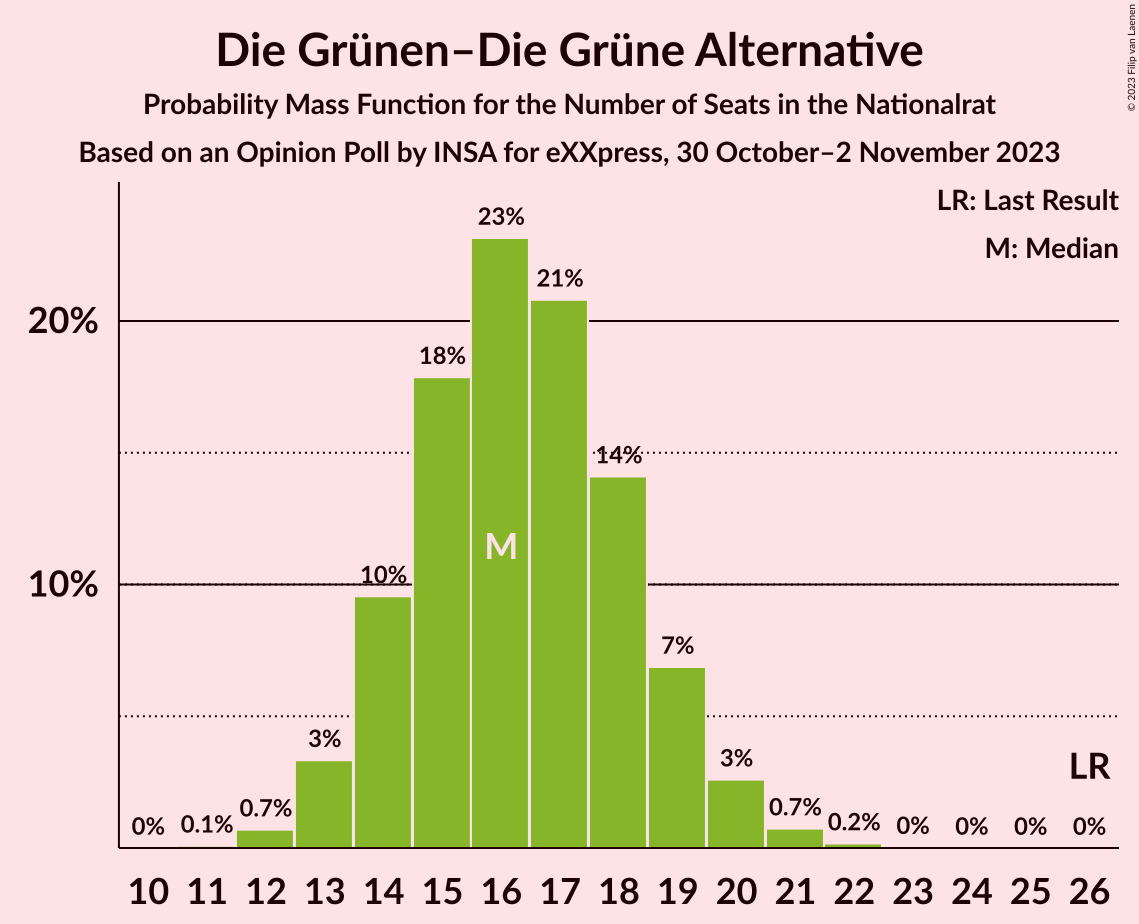 Die Grünen–Die Grüne Alternative
Probability Mass Function for the Number of Seats in the Nationalrat
Based on an Opinion Poll by INSA for eXXpress, 30 October–2 November 2023
© 2023 Filip van Laenen
LR: Last Result
M: Median
20%
10%
0%
0.1%
0.7%
3%
10%
18%
23%
21%
14%
7%
3%
0.7%
0.2%
0%
0%
0%
0%
M
LR
10 11 12 13 14 15 16 17 18 19 20 21 22 23 24 25 26